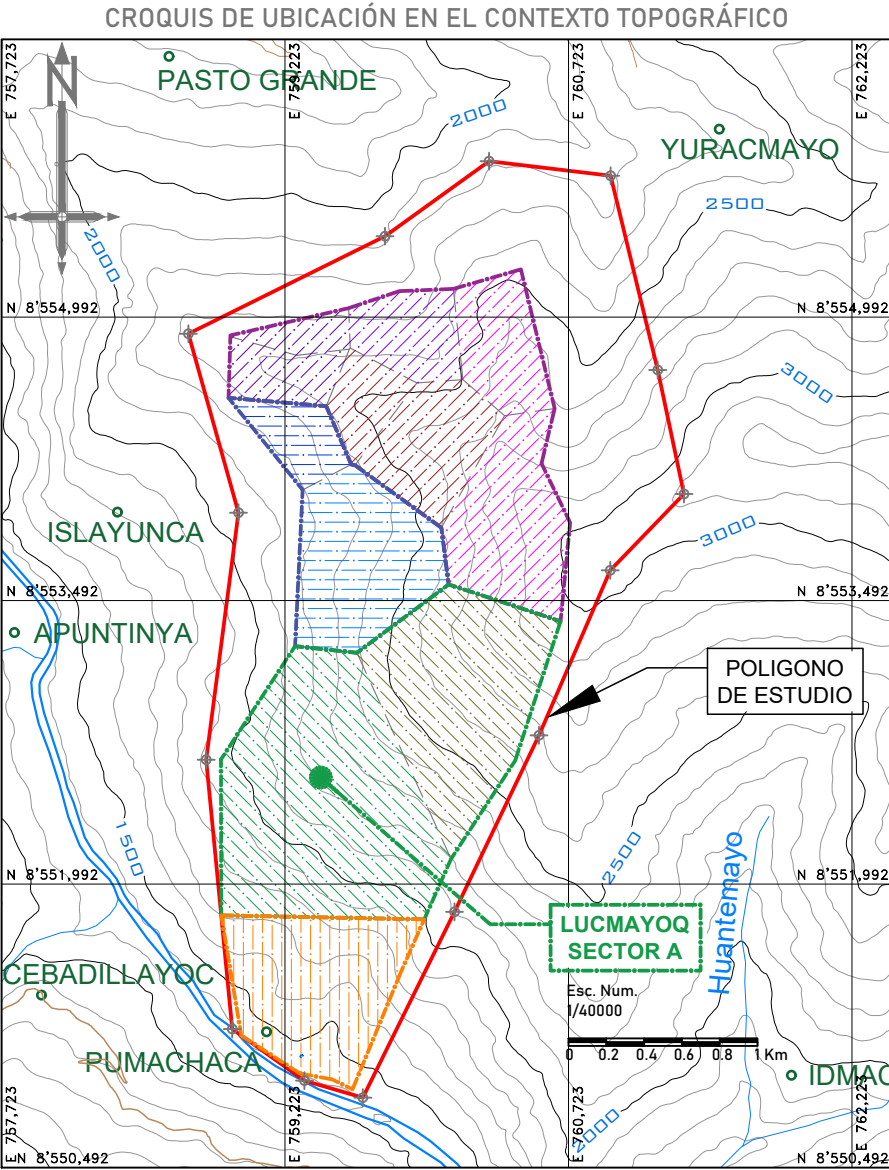 CROQUIS DE UBICACIÓN EN EL CONTEXTO TOPOGRÁFICO
E 757,723
E 759,223
E 760,723
E 762,223
N
PASTO GRANDE
2000
YURACMAYO
2500
2000
N 8'554,992
N 8'554,992
3000
ISLAYUNCA
3000
N 8'553,492
N 8'553,492
APUNTINYA
POLIGONO
DE ESTUDIO
1500
2500
Huantemayo
N 8'551,992
N 8'551,992
LUCMAYOQ
SECTOR A
CEBADILLAYOC
Esc. Num.
1/40000
RUMACHACA
0 0.2 0.4 0.6 0.8 1 Km
IDMAC
2000
E 757,723
E 759,223
E 760,723
E 762,223
N 8'550,492
N 8'550,492